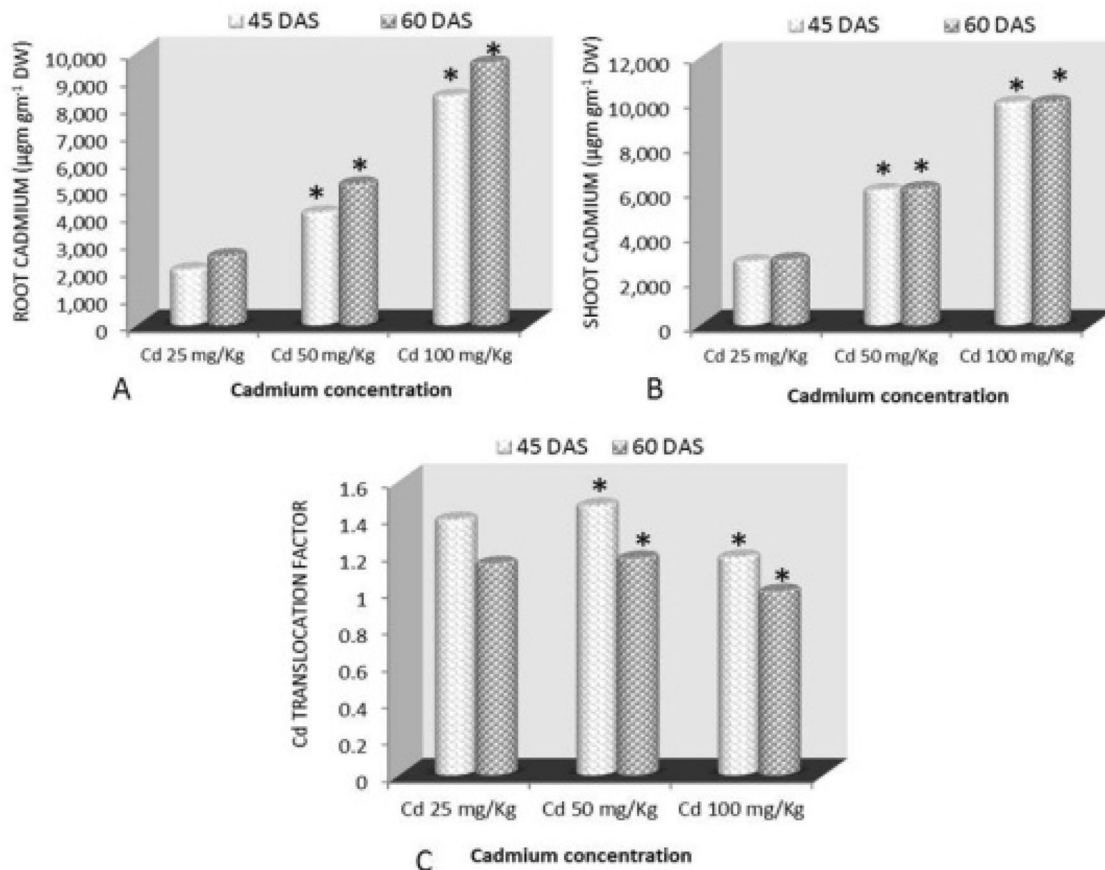 45 DAS 60 DAS
ROOT CADMIUM (µgm gm⁻¹ DW)
10,000
9,000
8,000
7,000
6,000
5,000
4,000
3,000
2,000
1,000
0
* * * *
Cd 25 mg/Kg Cd 50 mg/Kg Cd 100 mg/Kg
A Cadmium concentration
45 DAS 60 DAS
SHOOT CADMIUM (µgm gm⁻¹ DW)
12,000
10,000
8,000
6,000
4,000
2,000
0
* * * *
Cd 25 mg/Kg Cd 50 mg/Kg Cd 100 mg/Kg
B Cadmium concentration
45 DAS 60 DAS
Cd TRANSLOCATION FACTOR
1.6
1.4
1.2
1
0.8
0.6
0.4
0.2
0
* * * *
Cd 25 mg/Kg Cd 50 mg/Kg Cd 100 mg/Kg
C Cadmium concentration